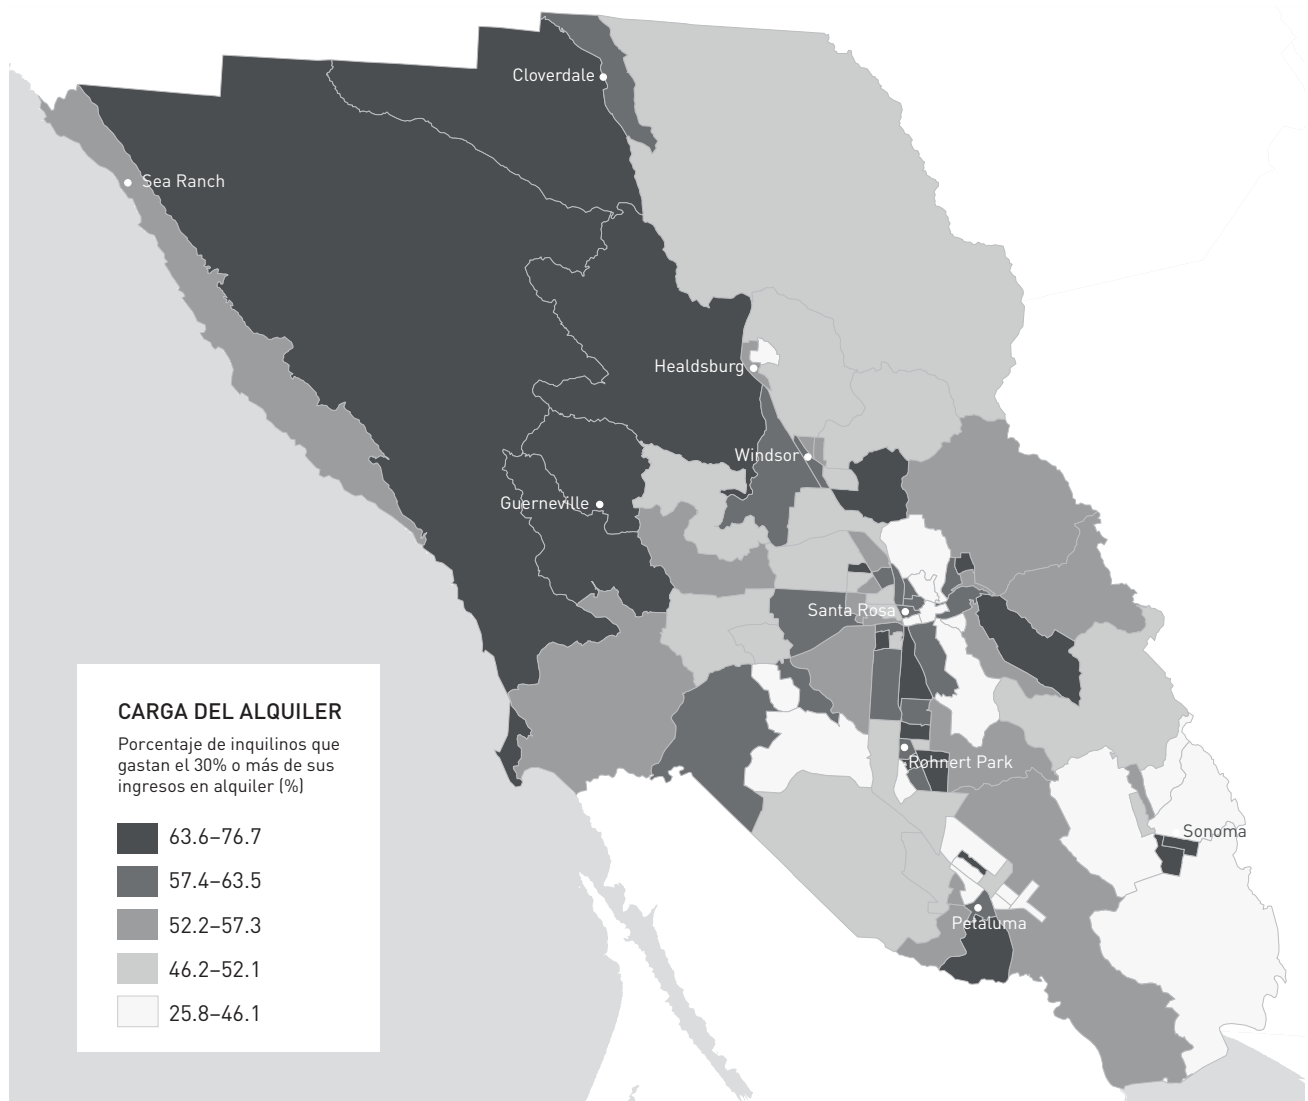 Cloverdale
Sea Ranch
Healdsburg
Windsor
Guerneville
Santa Rosa
Rohnert Park
Sonoma
Petaluma
CARGA DEL ALQUILER
Porcentaje de inquilinos que
gastan el 30% o más de sus
ingresos en alquiler (%)
63.6–76.7
57.4–63.5
52.2–57.3
46.2–52.1
25.8–46.1